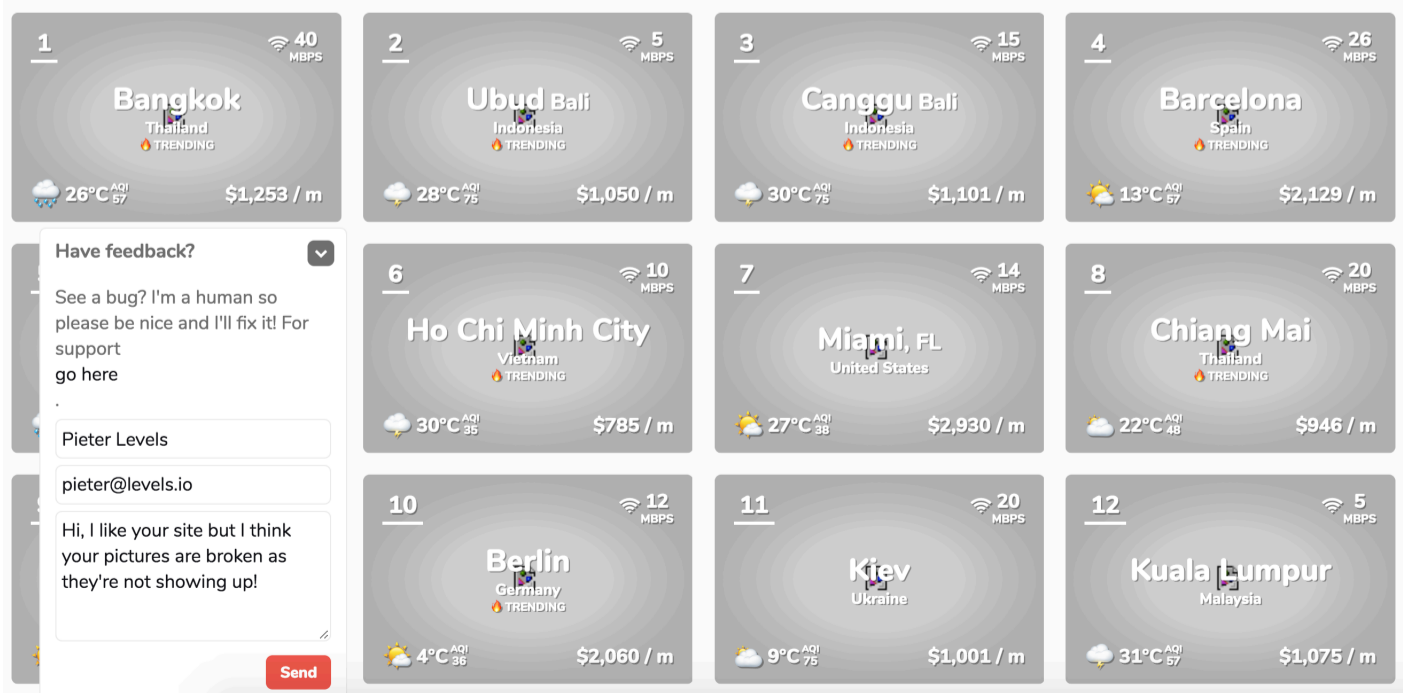 1
40
MBPS
Bangkok
Thailand
🔥 TRENDING
26°C AQI 57
$1,253 / m
2
5
MBPS
Ubud Bali
Indonesia
🔥 TRENDING
28°C AQI 75
$1,050 / m
3
15
MBPS
Canggu Bali
Indonesia
🔥 TRENDING
30°C AQI 75
$1,101 / m
4
26
MBPS
Barcelona
Spain
🔥 TRENDING
13°C AQI 57
$2,129 / m
Have feedback?
See a bug? I'm a human so
please be nice and I'll fix it! For
support
go here
.
Pieter Levels
pieter@levels.io
Hi, I like your site but I think
your pictures are broken as
they're not showing up!
Send
6
10
MBPS
Ho Chi Minh City
Vietnam
🔥 TRENDING
30°C AQI 35
$785 / m
7
14
MBPS
Miami, FL
United States
27°C AQI 38
$2,930 / m
8
20
MBPS
Chiang Mai
Thailand
🔥 TRENDING
22°C AQI 48
$946 / m
10
12
MBPS
Berlin
Germany
🔥 TRENDING
4°C AQI 36
$2,060 / m
11
20
MBPS
Kiev
Ukraine
9°C AQI 75
$1,001 / m
12
5
MBPS
Kuala Lumpur
Malaysia
31°C AQI 57
$1,075 / m